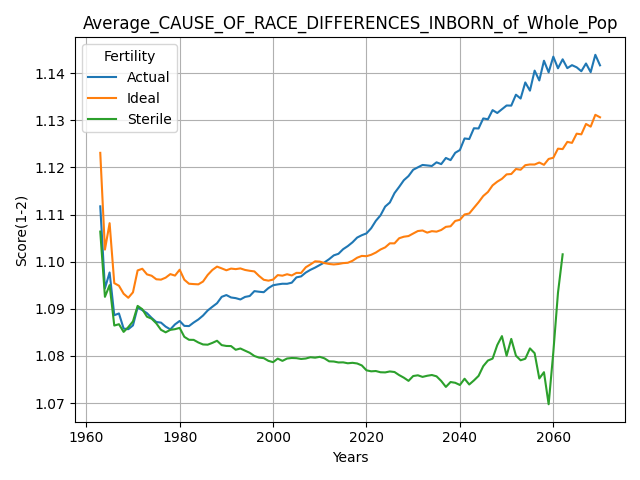 Average_CAUSE_OF_RACE_DIFFERENCES_INBORN_of_Whole_Pop
Fertility
Actual
Ideal
Sterile
Score(1-2)
1.14
1.13
1.12
1.11
1.10
1.09
1.08
1.07
1960 1980 2000 2020 2040 2060
Years